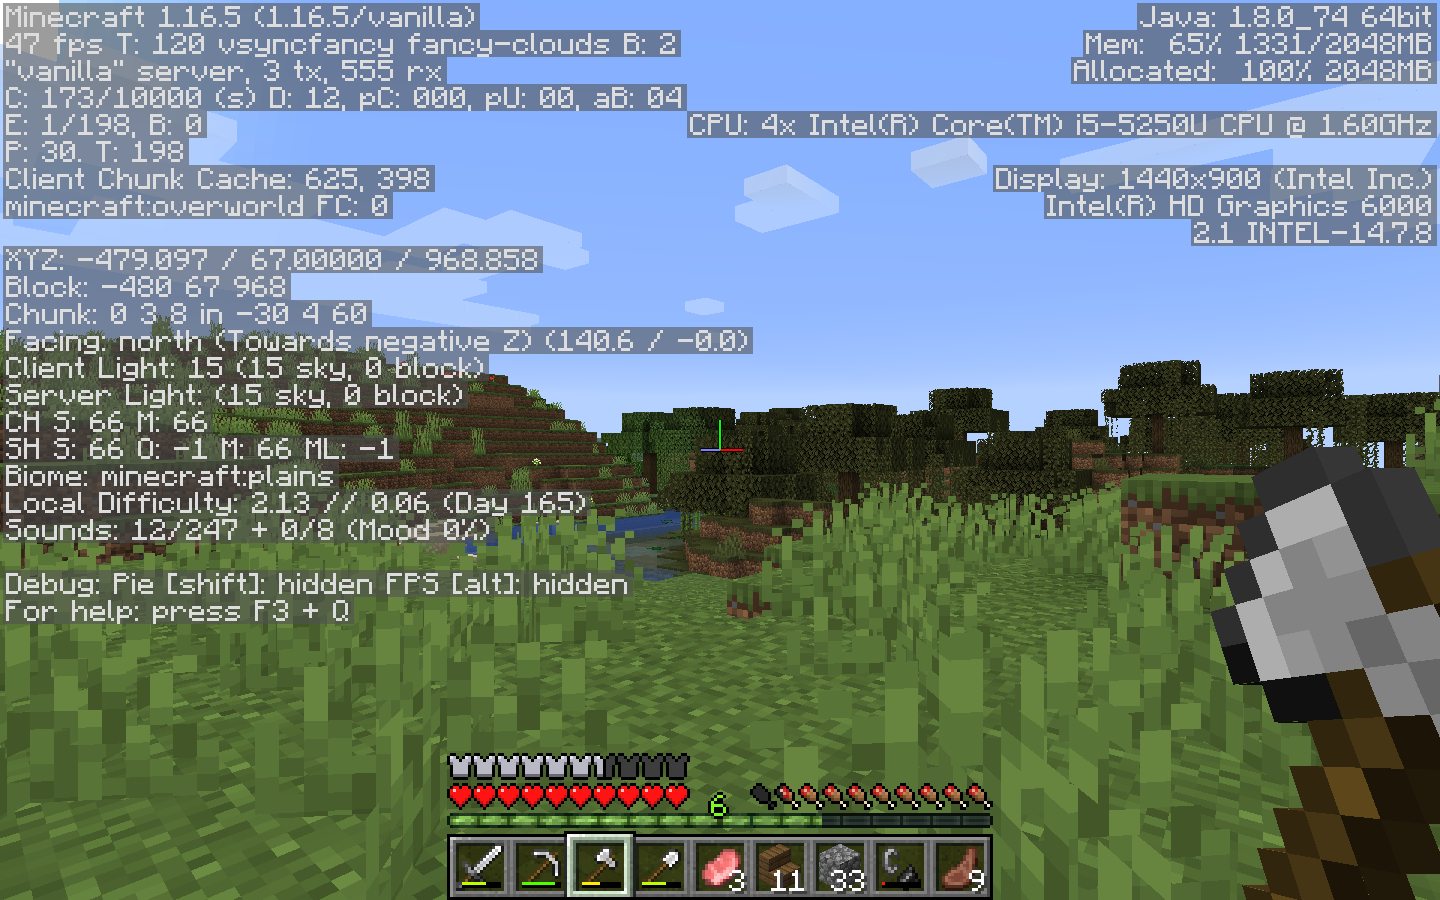 Minecraft 1.16.5 (1.16.5/vanilla)
47 fps T: 120 vsyncfancy fancy-clouds B: 2
"vanilla" server, 3 tx, 555 rx
C: 173/10000 (s) D: 12, pC: 000, pU: 00, aB: 04
E: 1/198, B: 0
P: 30. T: 198
Client Chunk Cache: 625, 398
minecraft:overworld FC: 0
XYZ: -479.097 / 67.00000 / 968.858
Block: -480 67 968
Chunk: 0 3 8 in -30 4 60
Facing: north (Towards negative Z) (140.6 / -0.0)
Client Light: 15 (15 sky, 0 block)
Server Light: (15 sky, 0 block)
CH S: 66 M: 66
SH S: 66 O: -1 M: 66 ML: -1
Biome: minecraft:plains
Local Difficulty: 2.13 // 0.06 (Day 165)
Sounds: 12/247 + 0/8 (Mood 0%)
Debug: Pie [shift]: hidden FPS [alt]: hidden
For help: press F3 + Q
Java: 1.8.0_74 64bit
Mem: 65% 1331/2048MB
Allocated: 100% 2048MB
CPU: 4x Intel(R) Core(TM) i5-5250U CPU @ 1.60GHz
Display: 1440x900 (Intel Inc.)
Intel(R) HD Graphics 6000
2.1 INTEL-14.7.8
6
3 11 33 9